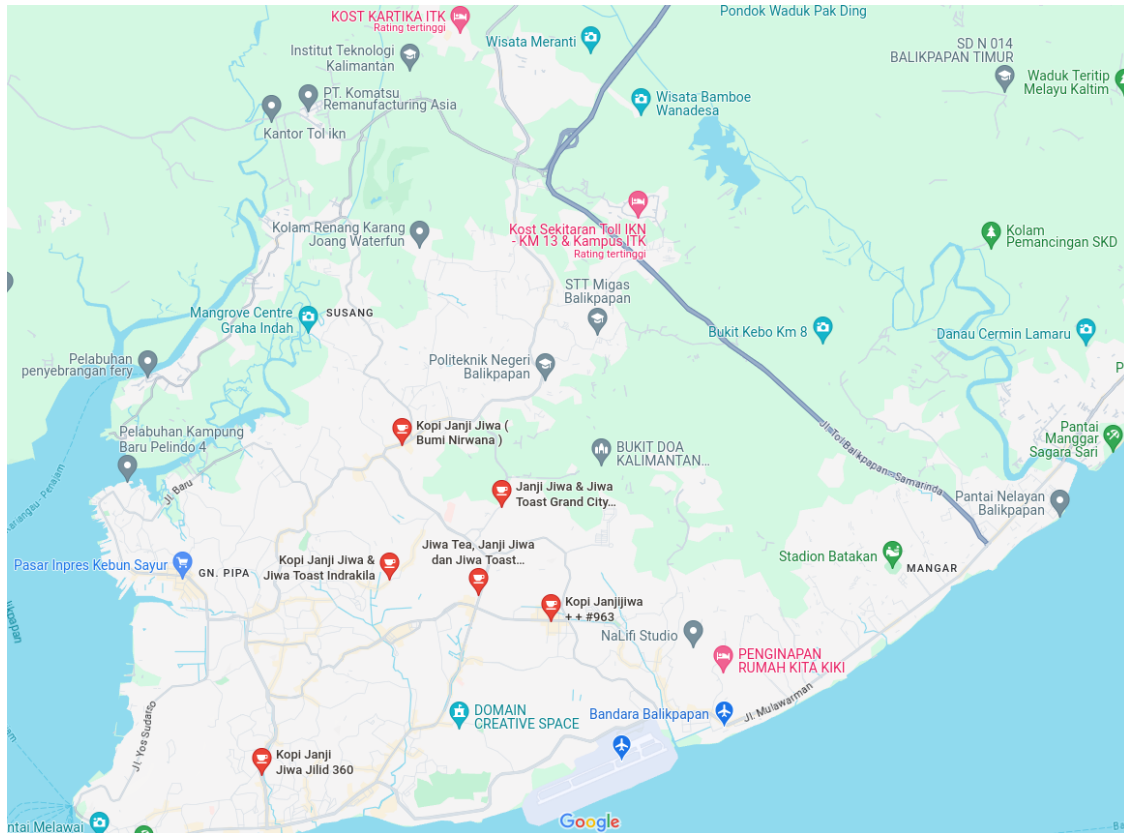 Pondok Waduk Pak Ding
KOST KARTIKA ITK
Rating tertinggi
Wisata Meranti
Institut Teknologi
Kalimantan
SD N 014
BALIKPAPAN TIMUR
Waduk Teritip
Melayu Kaltim
PT. Komatsu
Remanufacturing Asia
Wisata Bamboe
Wanadesa
Kantor Tol ikn
Kolam Renang Karang
Joang Waterfun
Kost Sekitaran Toll IKN
- KM 13 & Kampus ITK
Rating tertinggi
Kolam
Pemancingan SKD
STT Migas
Balikpapan
Mangrove Centre
Graha Indah
SUSANG
Bukit Kebo Km 8
Danau Cermin Lamaru
Pelabuhan
penyebrangan fery
Politeknik Negeri
Balikpapan
P
Kopi Janji Jiwa (
Bumi Nirwana )
Pelabuhan Kampung
Baru Pelindo 4
BUKIT DOA
KALIMANTAN...
Pantai
Manggar
Sagara Sari
Jl. Tol Balikpapan - Samarinda
Kariangau - Penajam
Jl. Baru
Janji Jiwa & Jiwa
Toast Grand City...
Pantai Nelayan
Balikpapan
Jiwa Tea, Janji Jiwa
dan Jiwa Toast...
Kopi Janji Jiwa &
Jiwa Toast Indrakila
Pasar Inpres Kebun Sayur
GN. PIPA
Stadion Batakan
MANGAR
Kopi Janjijiwa
+ + #963
NaLifi Studio
PENGINAPAN
RUMAH KITA KIKI
DOMAIN
CREATIVE SPACE
Bandara Balikpapan
Jl. Mulawarman
Jl. Yos Sudarso
Kopi Janji
Jiwa Jilid 360
Google
ntai Melawai